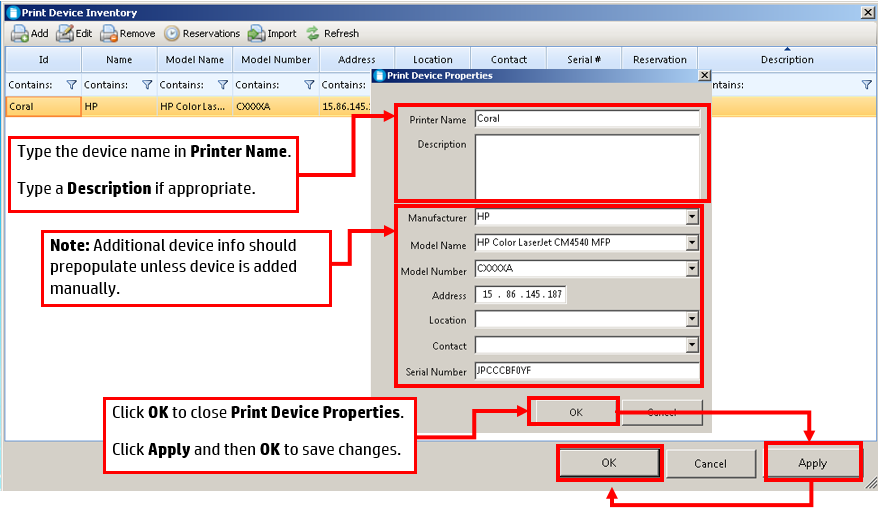 Print Device Inventory
Add Edit Remove Reservations Import Refresh
Id Name Model Name Model Number Address Location Contact Serial # Reservation Description
Contains: Contains: Contains: Contains: Contains: ntains:
Coral HP HP Color Las... CXXXXA 15.86.145.
Print Device Properties
Printer Name Coral
Description
Type the device name in Printer Name.
Type a Description if appropriate.
Manufacturer HP
Model Name HP Color LaserJet CM4540 MFP
Model Number CXXXXA
Address 15 . 86 .145.187
Location
Contact
Serial Number JPCCCBF0YF
Note: Additional device info should
prepopulate unless device is added
manually.
OK Cancel
Click OK to close Print Device Properties.
Click Apply and then OK to save changes.
OK Cancel Apply